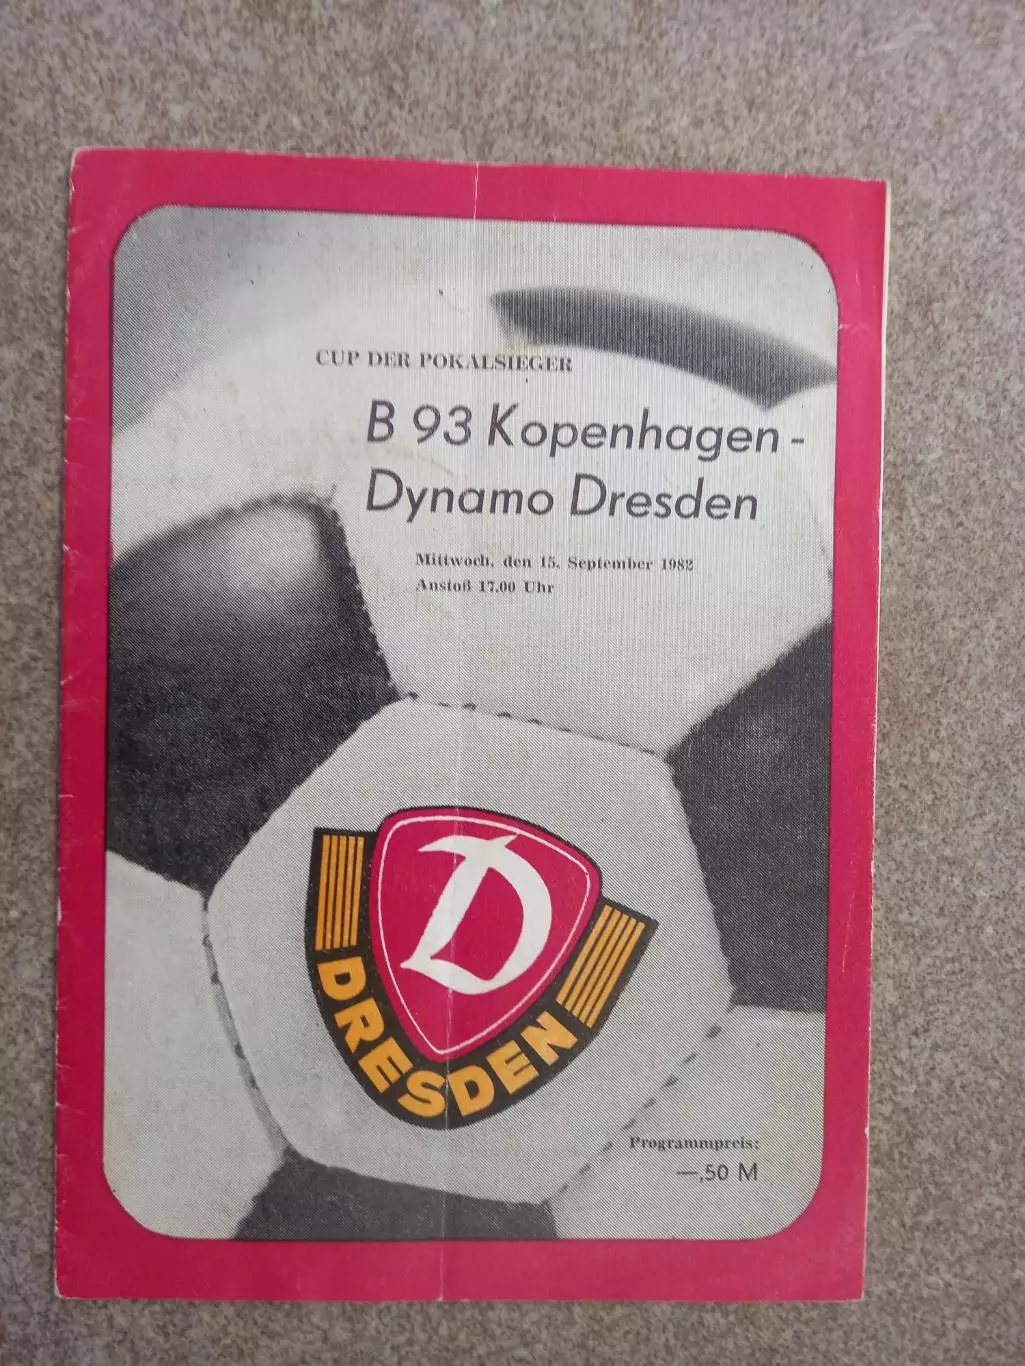 CUP DER POKALSIEGER
B 93 Kopenhagen -
Dynamo Dresden
Mittwoch, den 15. September 1982
Anstoß 17.00 Uhr
D
DRESDEN
Programmpreis:
—,50 M